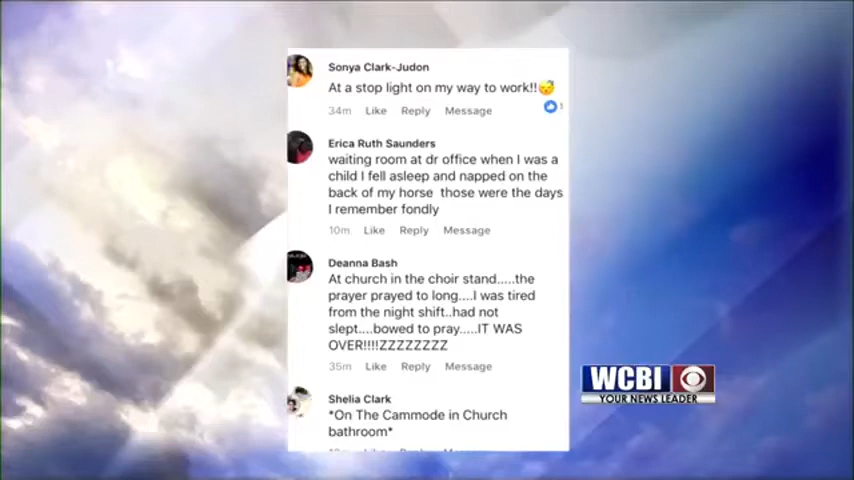 Sonya Clark-Judon
At a stop light on my way to work!!😴
34m Like Reply Message
1
Erica Ruth Saunders
waiting room at dr office when I was a
child I fell asleep and napped on the
back of my horse those were the days
I remember fondly
10m Like Reply Message
Deanna Bash
At church in the choir stand.....the
prayer prayed to long....I was tired
from the night shift..had not
slept....bowed to pray.....IT WAS
OVER!!!!ZZZZZZZZ
35m Like Reply Message
Shelia Clark
*On The Cammode in Church
bathroom*
WCBI
YOUR NEWS LEADER